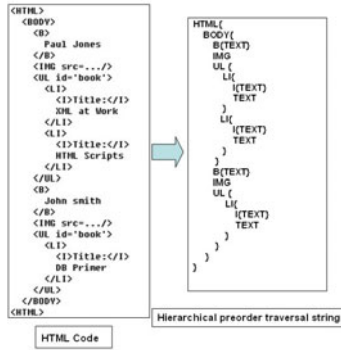 <HTML>
<BODY>
<B>
Paul Jones
</B>
<IMG src=.../>
<UL id='book'>
<LI>
<I>Title:</I>
XML at Work
</LI>
<LI>
<I>Title:</I>
HTML Scripts
</LI>
</UL>
<B>
John smith
</B>
<IMG src=.../>
<UL id='book'>
<LI>
<I>Title:</I>
DB Primer
</LI>
</UL>
</BODY>
<HTML>
HTML Code
HTML{
BODY{
B{TEXT}
IMG
UL {
LI{
I{TEXT}
TEXT
}
LI{
I{TEXT}
TEXT
}
}
B{TEXT}
IMG
UL {
LI{
I{TEXT}
TEXT
}
}
}
}
Hierarchical preorder traversal string